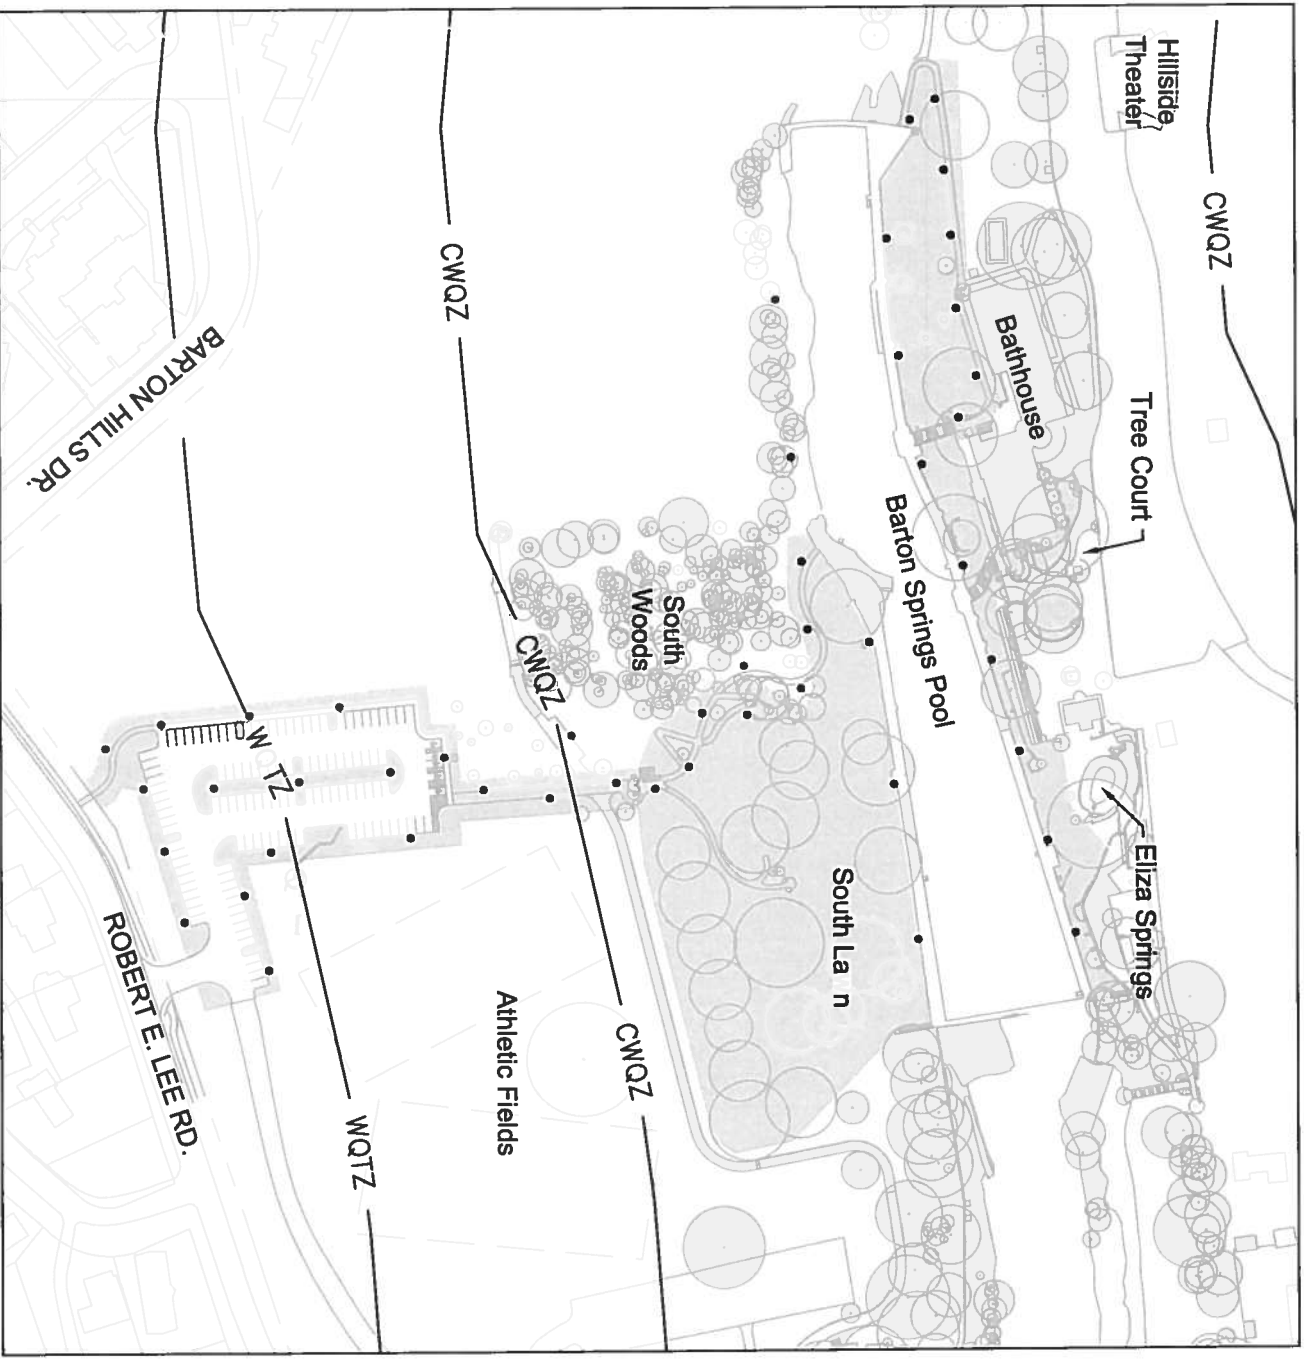 Hillside
Theater
CWQZ
Tree Court
Bathhouse
Eliza Springs
Barton Springs Pool
South La n
South
Woods
CWQZ
CWQZ
CWQZ
Athletic Fields
W TZ
WQTZ
BARTON HILLS DR.
ROBERT E. LEE RD.